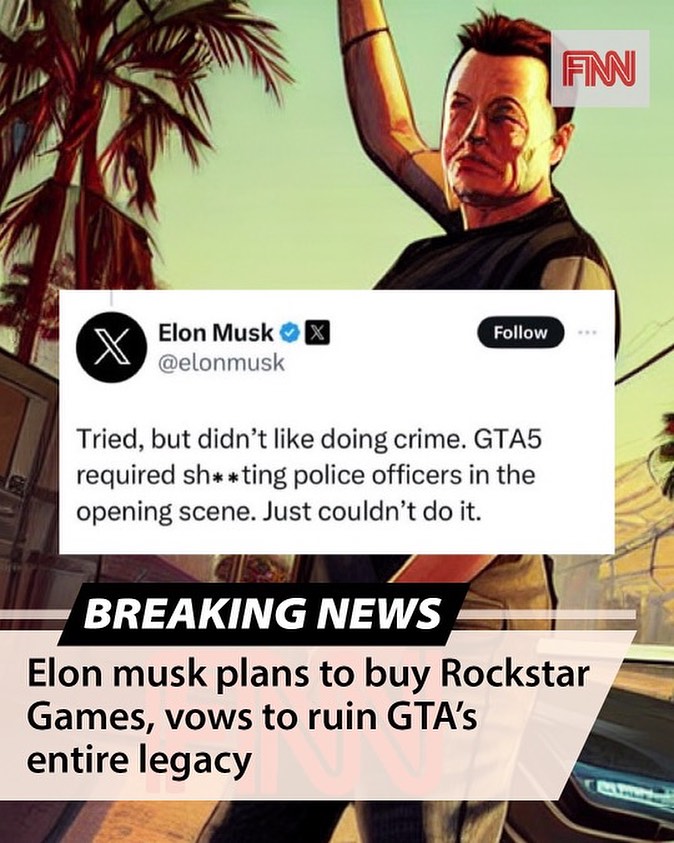 FNN
Elon Musk X
@elonmusk
Follow
Tried, but didn't like doing crime. GTA5
required sh**ting police officers in the
opening scene. Just couldn't do it.
BREAKING NEWS
Elon musk plans to buy Rockstar
Games, vows to ruin GTA's
entire legacy
FNN